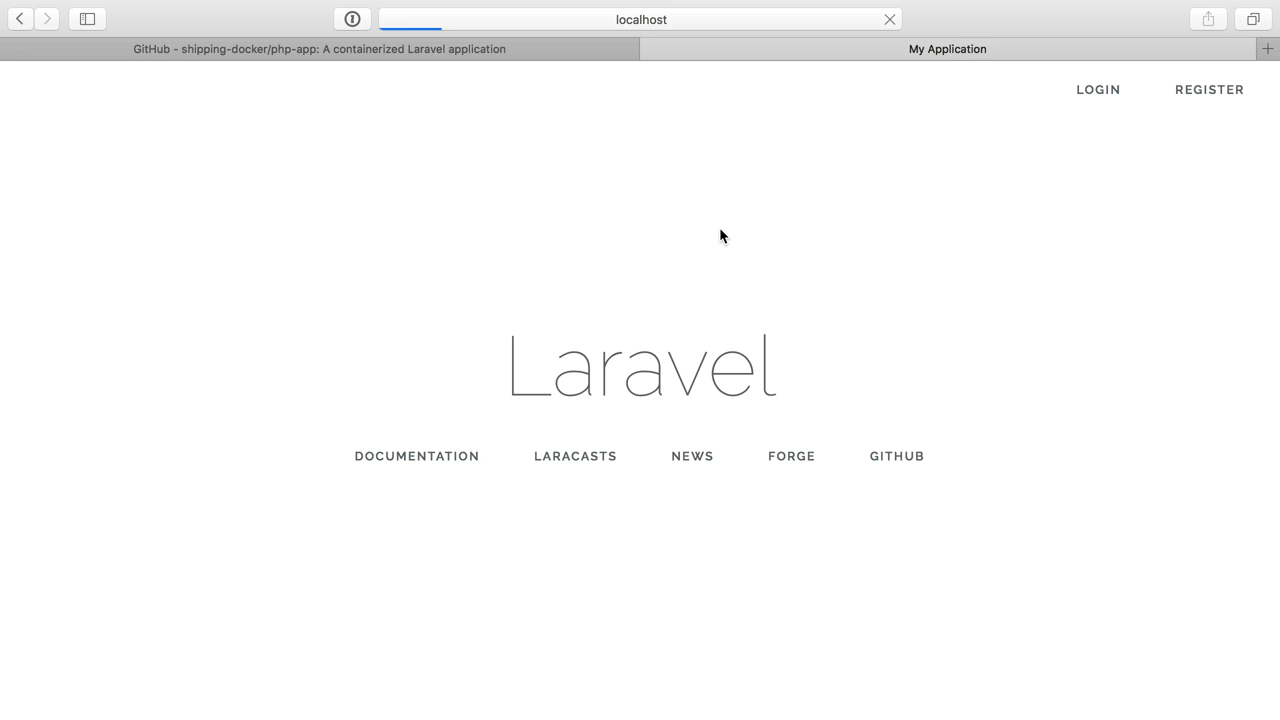 localhost
GitHub - shipping-docker/php-app: A containerized Laravel application
My Application
LOGIN REGISTER
Laravel
DOCUMENTATION LARACASTS NEWS FORGE GITHUB